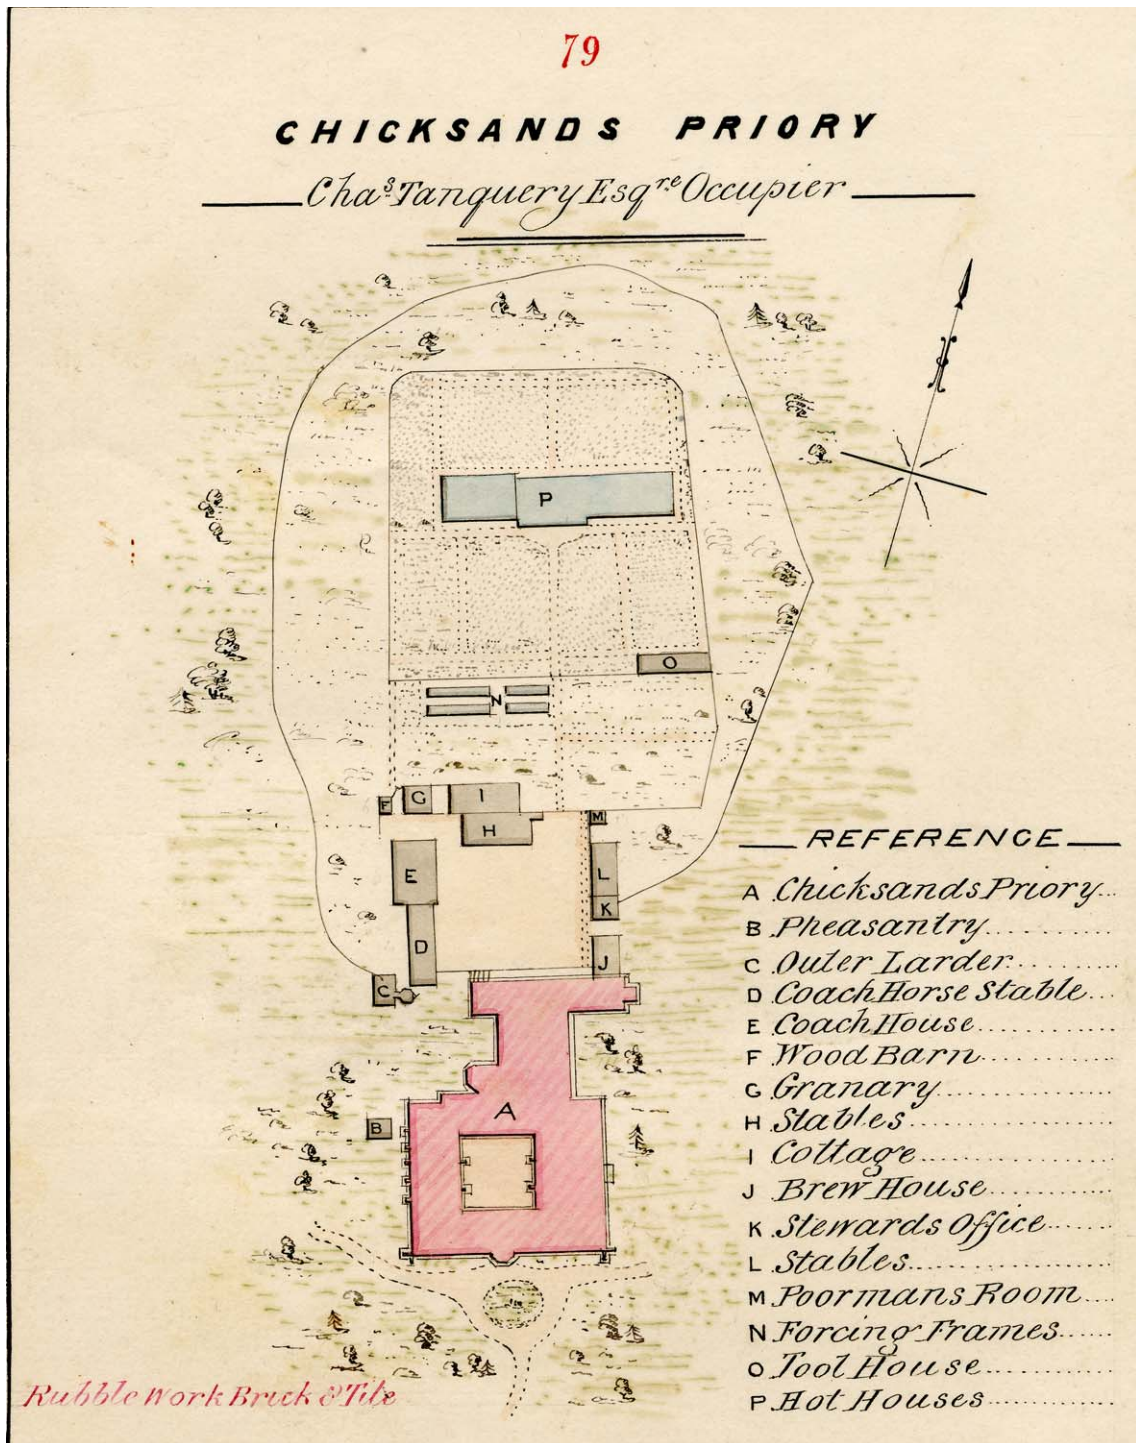 79
CHICKSANDS PRIORY
Chas. Tanquery Esqre Occupier
P
O
N
F G I
H M
E L
K
D J
C
A
B
REFERENCE
A Chicksands Priory...
B Pheasantry...........
C Outer Larder...........
D Coach Horse Stable...
E Coach House............
F Wood Barn.............
G Granary................
H Stables..................
I Cottage.................
J Brew House............
K Stewards Office.......
L Stables..................
M Poormans Room....
N Forcing Frames......
O Tool House............
P Hot Houses.............
Rubble Work Brick & Tile